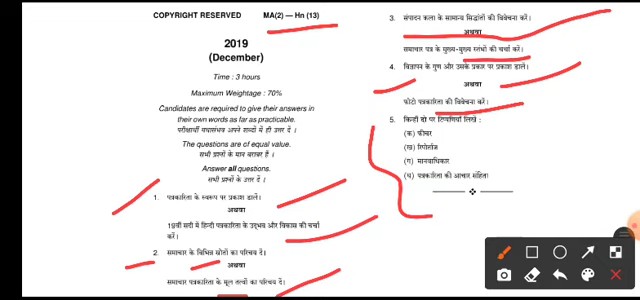 COPYRIGHT RESERVED MA(2) — Hn (13)
2019
(December)
Time : 3 hours
Maximum Weightage : 70%
Candidates are required to give their answers in
their own words as far as practicable.
परीक्षार्थी यथासंभव अपने शब्दों में ही उत्तर दें ।
The questions are of equal value.
सभी प्रश्नों के मान बराबर हैं ।
Answer all questions.
सभी प्रश्नों के उत्तर दें ।
1. पत्रकारिता के स्वरूप पर प्रकाश डालें।
अथवा
19वीं सदी में हिन्दी पत्रकारिता के उद्भव और विकास की चर्चा
करें।
2. समाचार के विभिन्न स्रोतों का परिचय दें।
अथवा
समाचार पत्रकारिता के मूल तत्वों का परिचय दें।
3. संपादन कला के सामान्य सिद्धांतों की विवेचना करें।
अथवा
समाचार पत्र के मुख्य-मुख्य स्तंभों की चर्चा करें।
4. विज्ञापन के गुण और उसके प्रकार पर प्रकाश डालें।
अथवा
फोटो पत्रकारिता की विवेचना करें।
5. किन्हीं दो पर टिप्पणियाँ लिखें :
(क) फीचर
(ख) रिपोर्ताज
(ग) मानवाधिकार
(घ) पत्रकारिता की आचार संहिता